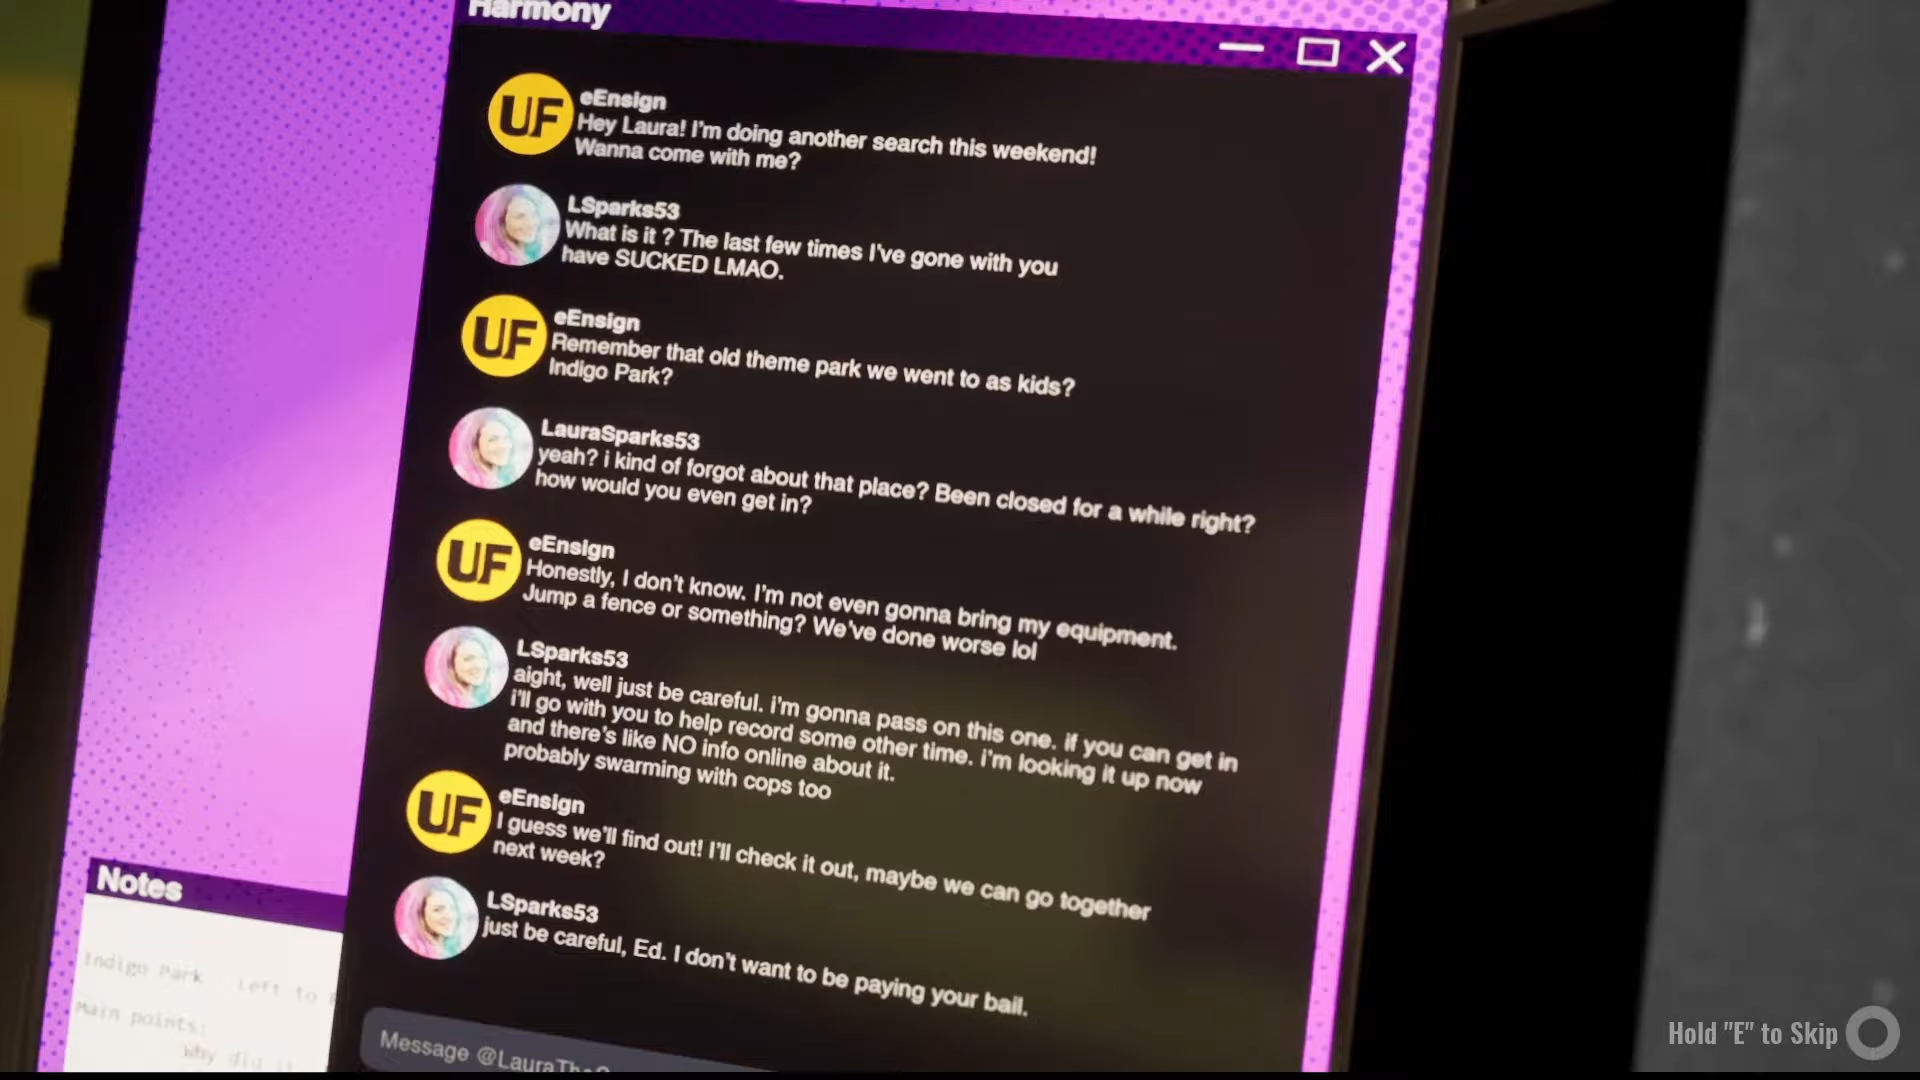 Harmony
UF
eEnsign
Hey Laura! I'm doing another search this weekend!
Wanna come with me?
LSparks53
What is it ? The last few times I've gone with you
have SUCKED LMAO.
UF
eEnsign
Remember that old theme park we went to as kids?
Indigo Park?
LauraSparks53
yeah? i kind of forgot about that place? Been closed for a while right?
how would you even get in?
UF
eEnsign
Honestly, I don't know. I'm not even gonna bring my equipment.
Jump a fence or something? We've done worse lol
LSparks53
aight, well just be careful. i'm gonna pass on this one. if you can get in
i'll go with you to help record some other time. i'm looking it up now
and there's like NO info online about it.
probably swarming with cops too
UF
eEnsign
I guess we'll find out! I'll check it out, maybe we can go together
next week?
LSparks53
just be careful, Ed. I don't want to be paying your bail.
Message
Notes
Indigo Park - Left to
Main points:
Why did
Hold "E" to Skip